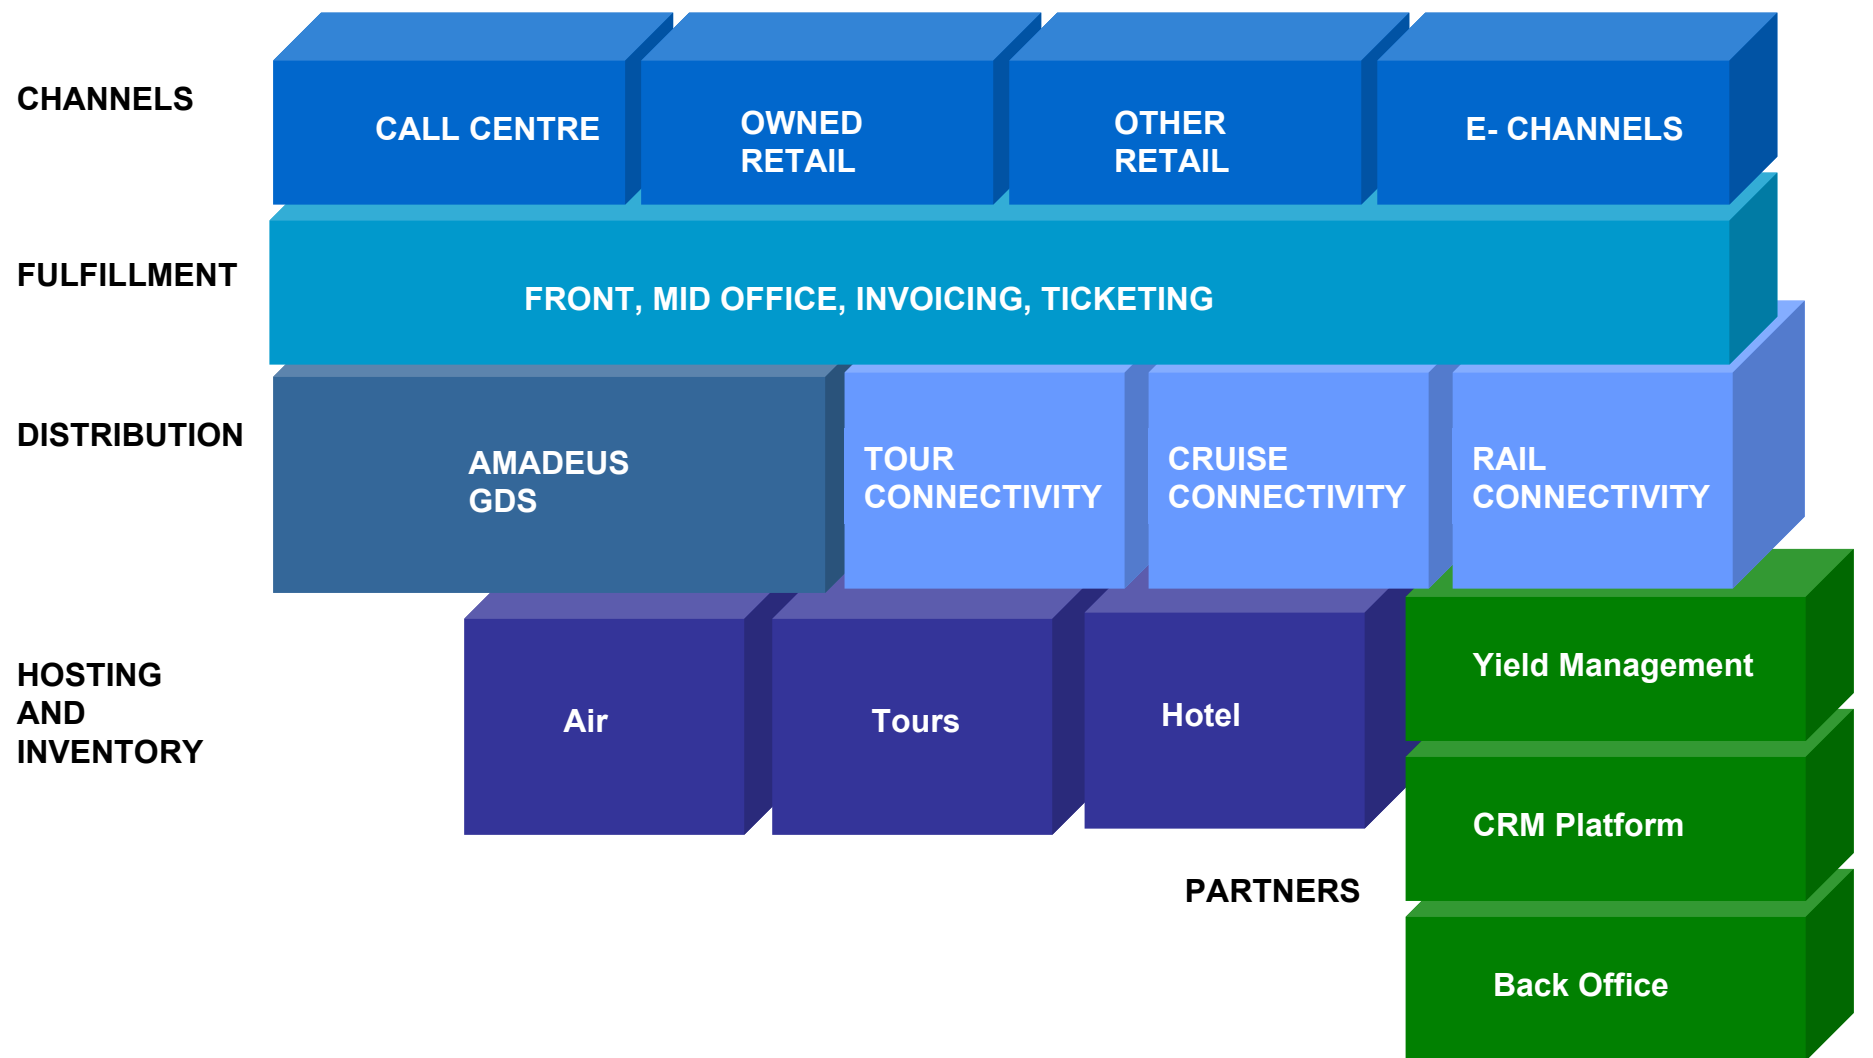 CHANNELS
CALL CENTRE
OWNED
RETAIL
OTHER
RETAIL
E- CHANNELS
FULFILLMENT
FRONT, MID OFFICE, INVOICING, TICKETING
DISTRIBUTION
AMADEUS
GDS
TOUR
CONNECTIVITY
CRUISE
CONNECTIVITY
RAIL
CONNECTIVITY
HOSTING
AND
INVENTORY
Air
Tours
Hotel
Yield Management
CRM Platform
PARTNERS
Back Office